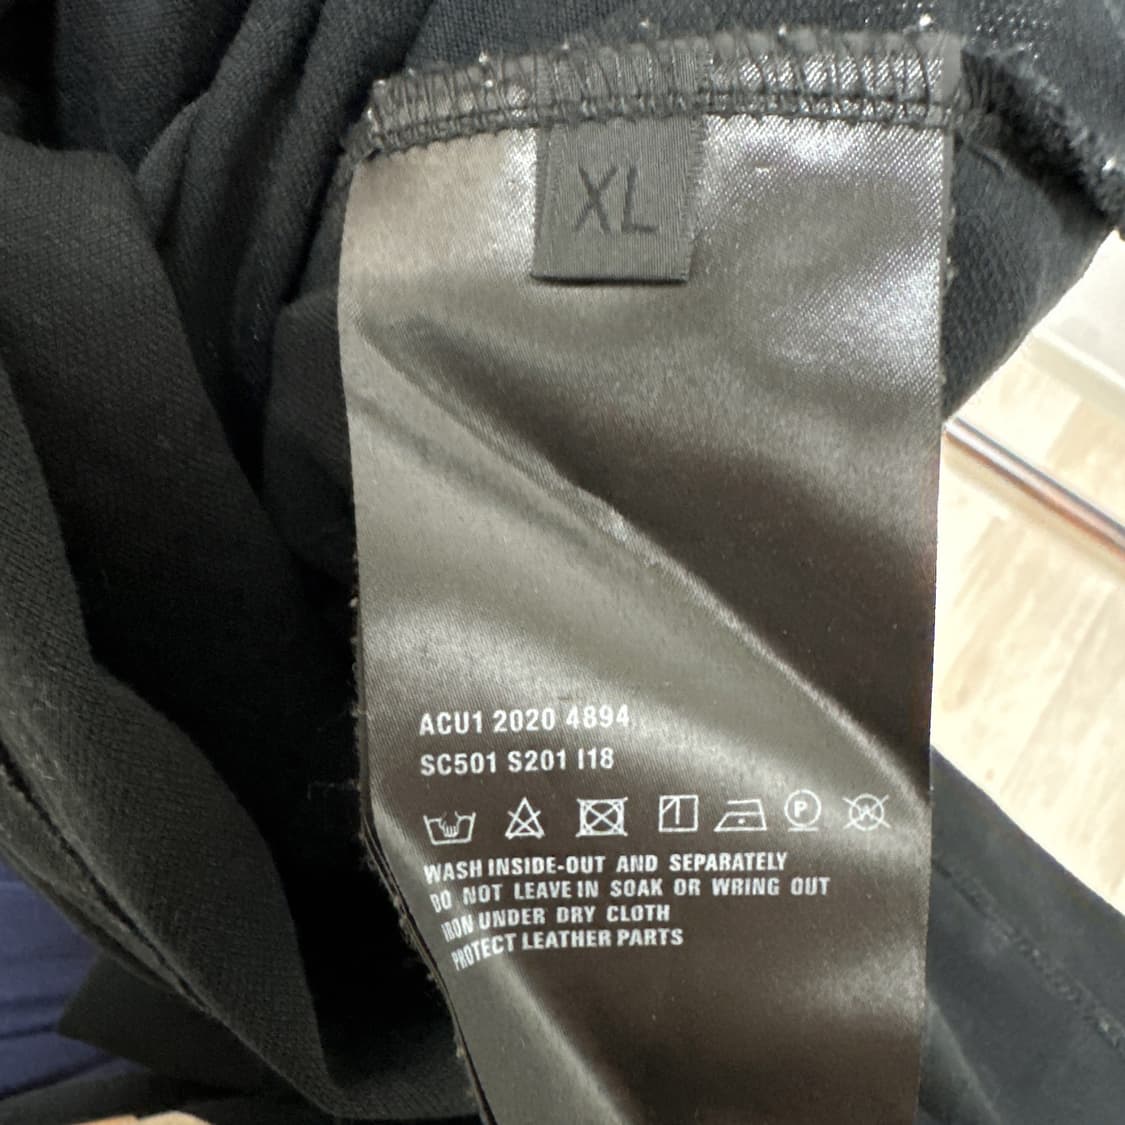 XL
ACU1 2020 4894
SC501 S201 I18
P
W
WASH INSIDE-OUT AND SEPARATELY
DO NOT LEAVE IN SOAK OR WRING OUT
IRON UNDER DRY CLOTH
PROTECT LEATHER PARTS